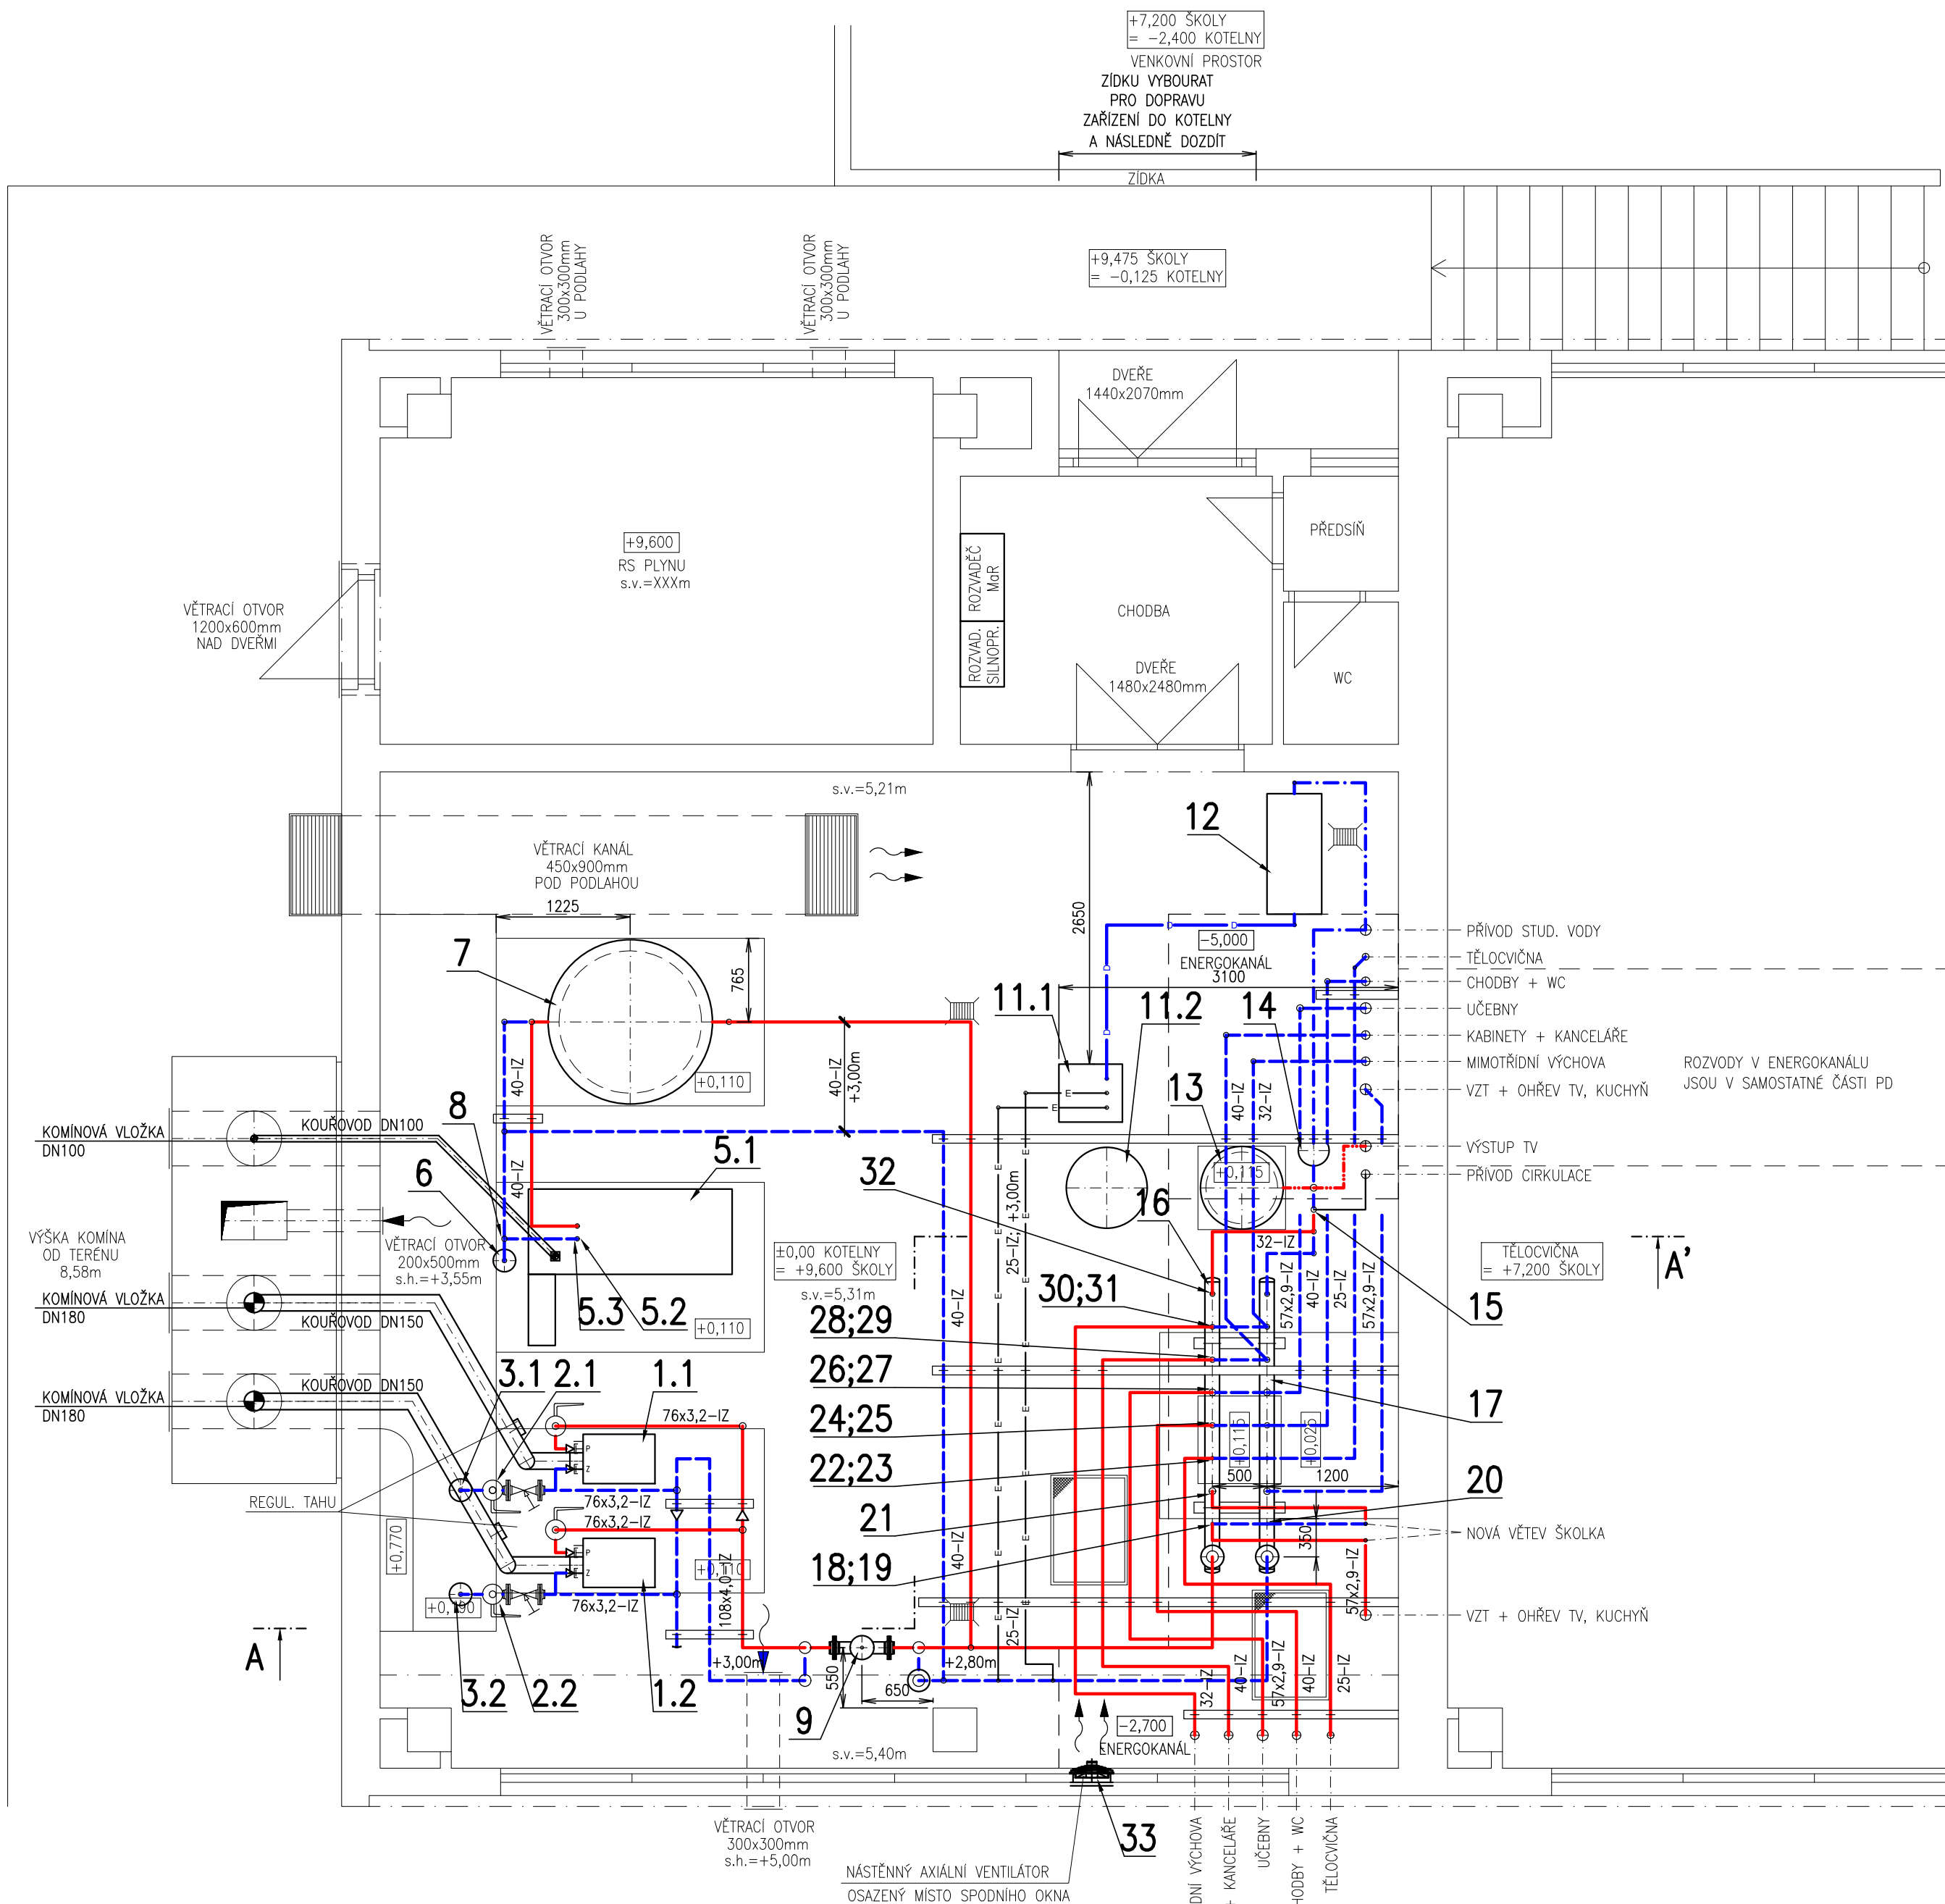 +7,200 ŠKOLY
= -2,400 KOTELNY
VENKOVNÍ PROSTOR
ZÍDKU VYBOURAT
PRO DOPRAVU
ZAŘÍZENÍ DO KOTELNY
A NÁSLEDNĚ DOZDÍT
ZÍDKA
VĚTRACÍ OTVOR
300x300mm
U PODLAHY
VĚTRACÍ OTVOR
300x300mm
U PODLAHY
+9,475 ŠKOLY
= -0,125 KOTELNY
DVEŘE
1440x2070mm
+9,600
RS PLYNU
s.v.=XXXm
ROZVADĚČ
MaR
ROZVAD.
SILNOPR.
PŘEDSÍŇ
CHODBA
WC
DVEŘE
1480x2480mm
VĚTRACÍ OTVOR
1200x600mm
NAD DVEŘMI
s.v.=5,21m
VĚTRACÍ KANÁL
450x900mm
POD PODLAHOU
1225
2650
12
7
765
-5,000
ENERGOKANÁL
3100
PŘÍVOD STUD. VODY
TĚLOCVIČNA
CHODBY + WC
UČEBNY
KABINETY + KANCELÁŘE
MIMOTŘÍDNÍ VÝCHOVA
VZT + OHŘEV TV, KUCHYŇ
ROZVODY V ENERGOKANÁLU
JSOU V SAMOSTATNÉ ČÁSTI PD
VÝSTUP TV
PŘÍVOD CIRKULACE
11.1
11.2
14
13
40-IZ
+0,110
40-IZ
+3,00m
40-IZ
32-IZ
D
D
D
D
E
E
8
KOMÍNOVÁ VLOŽKA
DN100
KOUŘOVOD DN100
5.1
6
40-IZ
32
16
+0,115
VÝŠKA KOMÍNA
OD TERÉNU
8,58m
VĚTRACÍ OTVOR
200x500mm
s.h.=+3,55m
±0,00 KOTELNY
= +9,600 ŠKOLY
s.v.=5,31m
25-IZ; +3,00m
32-IZ
TĚLOCVIČNA
= +7,200 ŠKOLY
A'
KOMÍNOVÁ VLOŽKA
DN180
KOUŘOVOD DN150
5.3
5.2
+0,110
40-IZ
30;31
57x2,9-IZ
40-IZ
25-IZ
57x2,9-IZ
15
28;29
KOMÍNOVÁ VLOŽKA
DN180
KOUŘOVOD DN150
3.1
2.1
1.1
26;27
17
24;25
76x3,2-IZ
P
Z
+0,115
+0,025
22;23
500
1200
20
REGUL. TAHU
76x3,2-IZ
76x3,2-IZ
21
350
NOVÁ VĚTEV ŠKOLKA
+0,770
P
Z
+0,110
40-IZ
18;19
+0,190
76x3,2-IZ
108x4,0-IZ
25-IZ
57x2,9-IZ
VZT + OHŘEV TV, KUCHYŇ
A
+3,00m
550
650
+2,80m
3.2
2.2
1.2
9
32-IZ
40-IZ
57x2,9-IZ
40-IZ
25-IZ
-2,700
ENERGOKANÁL
s.v.=5,40m
VĚTRACÍ OTVOR
300x300mm
s.h.=+5,00m
33
NÁSTĚNNÝ AXIÁLNÍ VENTILÁTOR
OSAZENÝ MÍSTO SPODNÍHO OKNA
VÝCHOVA
+ KANCELÁŘE
UČEBNY
+ WC
TĚLOCVIČNA